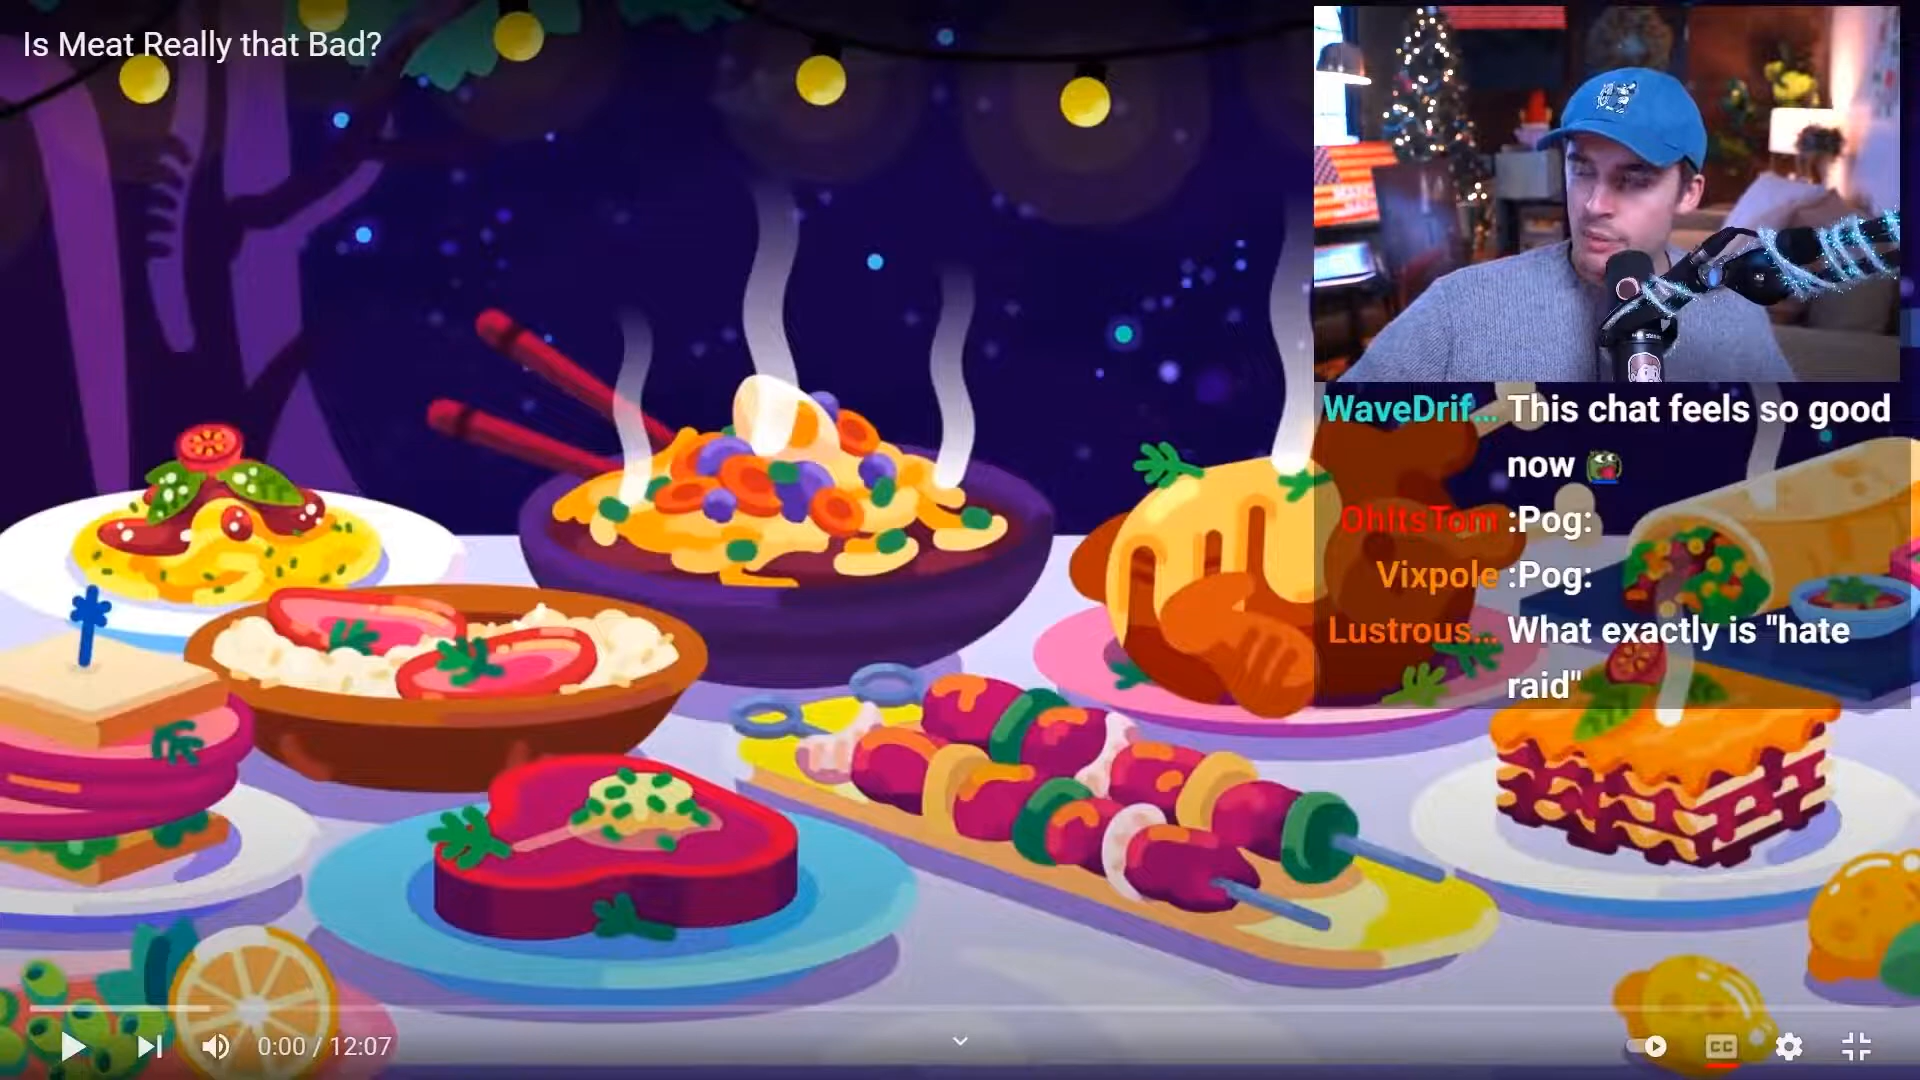 Is Meat Really that Bad?
WaveDrif... This chat feels so good
now
OhItsTom :Pog:
Vixpole :Pog:
Lustrous... What exactly is "hate
raid"
0:00 / 12:07
CC